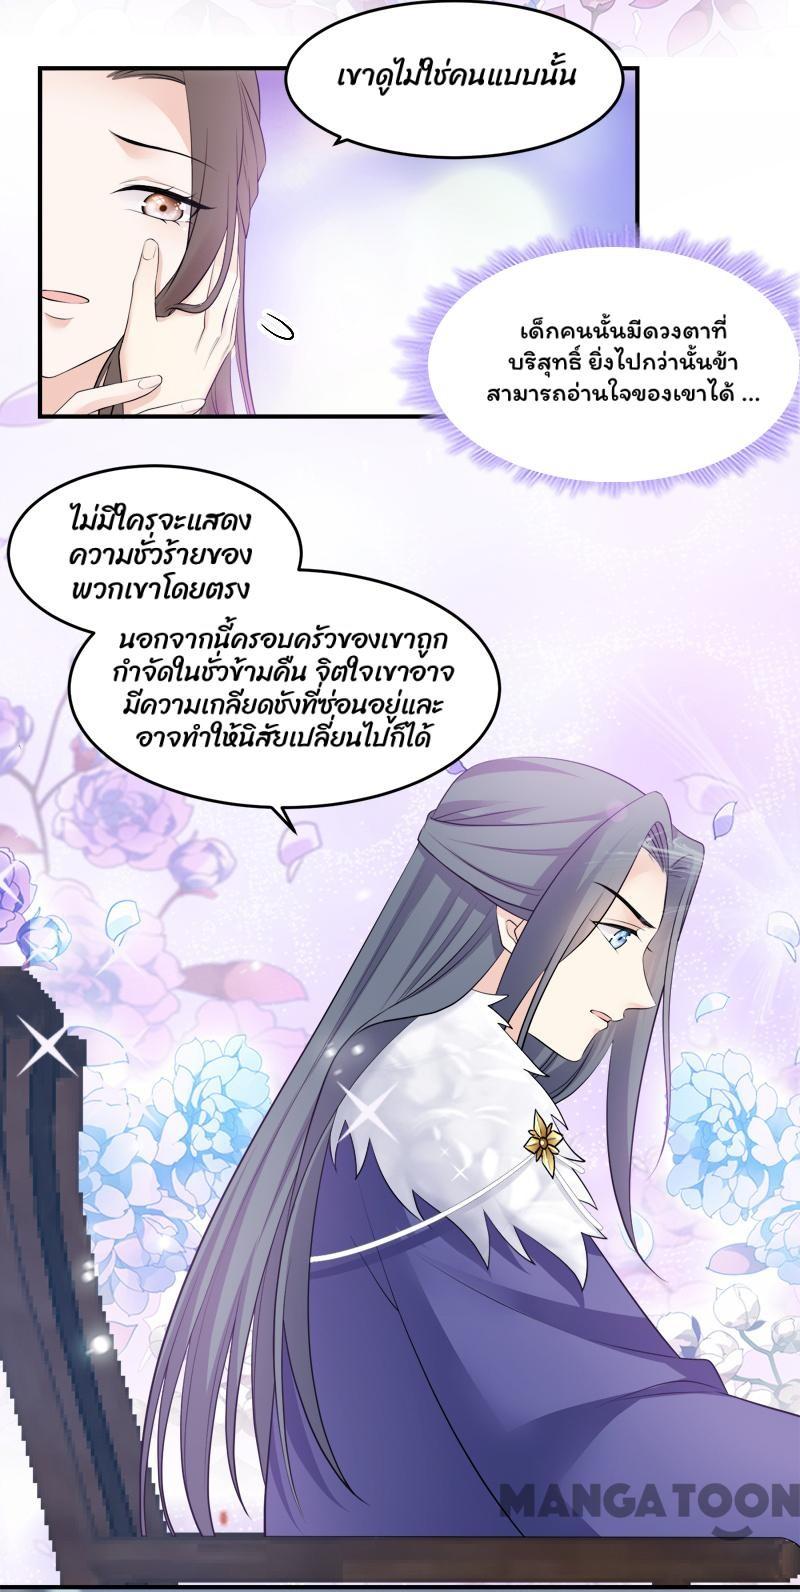 เขาดูไม่ใช่คนแบบนั้น
เด็กคนนั้นมีดวงตาที่
บริสุทธิ์ ยิ่งไปกว่านั้นข้า
สามารถอ่านใจของเขาได้ ...
ไม่มีใครจะแสดง
ความชั่วร้ายของ
พวกเขาโดยตรง
นอกจากนี้ครอบครัวของเขาถูก
กำจัดในชั่วข้ามคืน จิตใจเขาอาจ
มีความเกลียดชังที่ซ่อนอยู่และ
อาจทำให้นิสัยเปลี่ยนไปก็ได้
MANGATOON